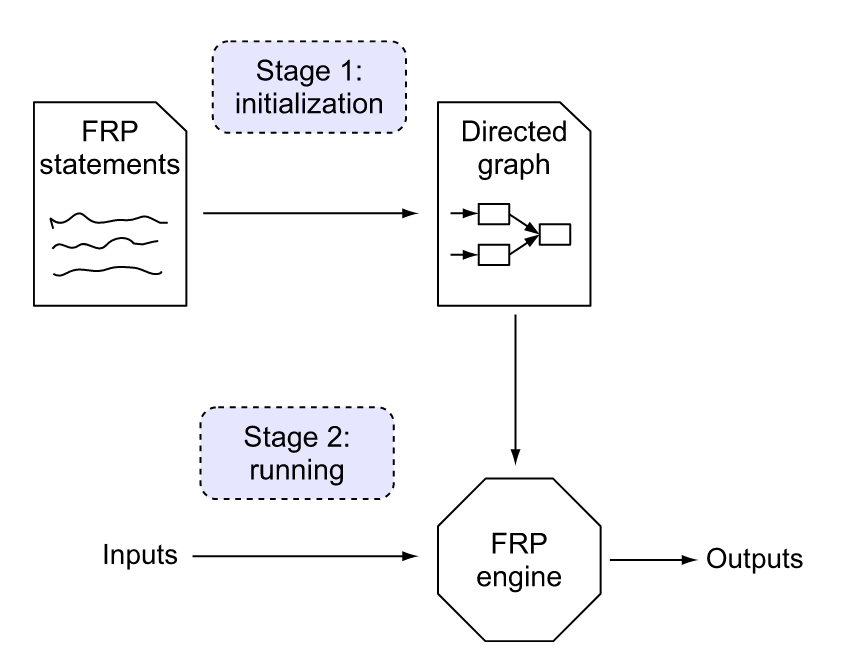 Stage 1:
initialization
FRP
statements
Directed
graph
Stage 2:
running
Inputs
FRP
engine
Outputs